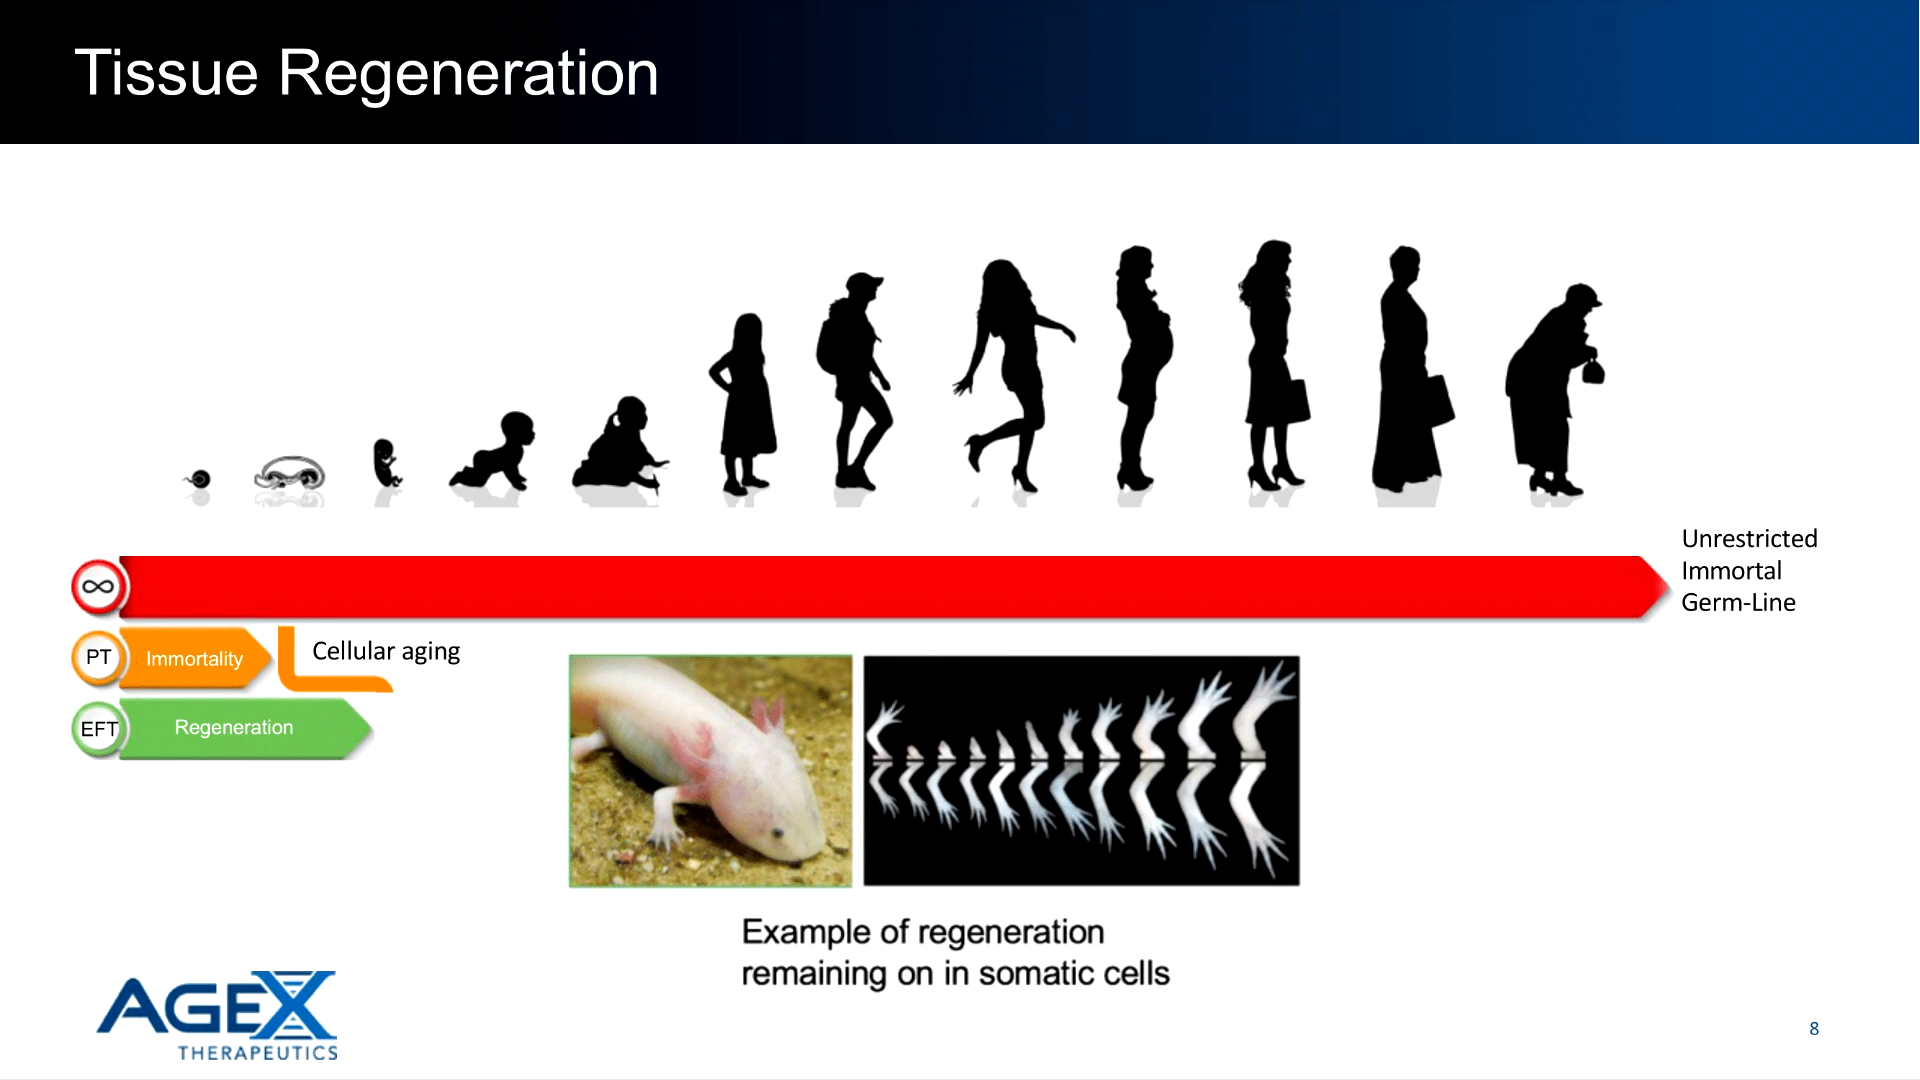 Tissue Regeneration
∞
Unrestricted
Immortal
Germ-Line
PT
Immortality
Cellular aging
EFT
Regeneration
Example of regeneration
remaining on in somatic cells
AGEX
THERAPEUTICS
8